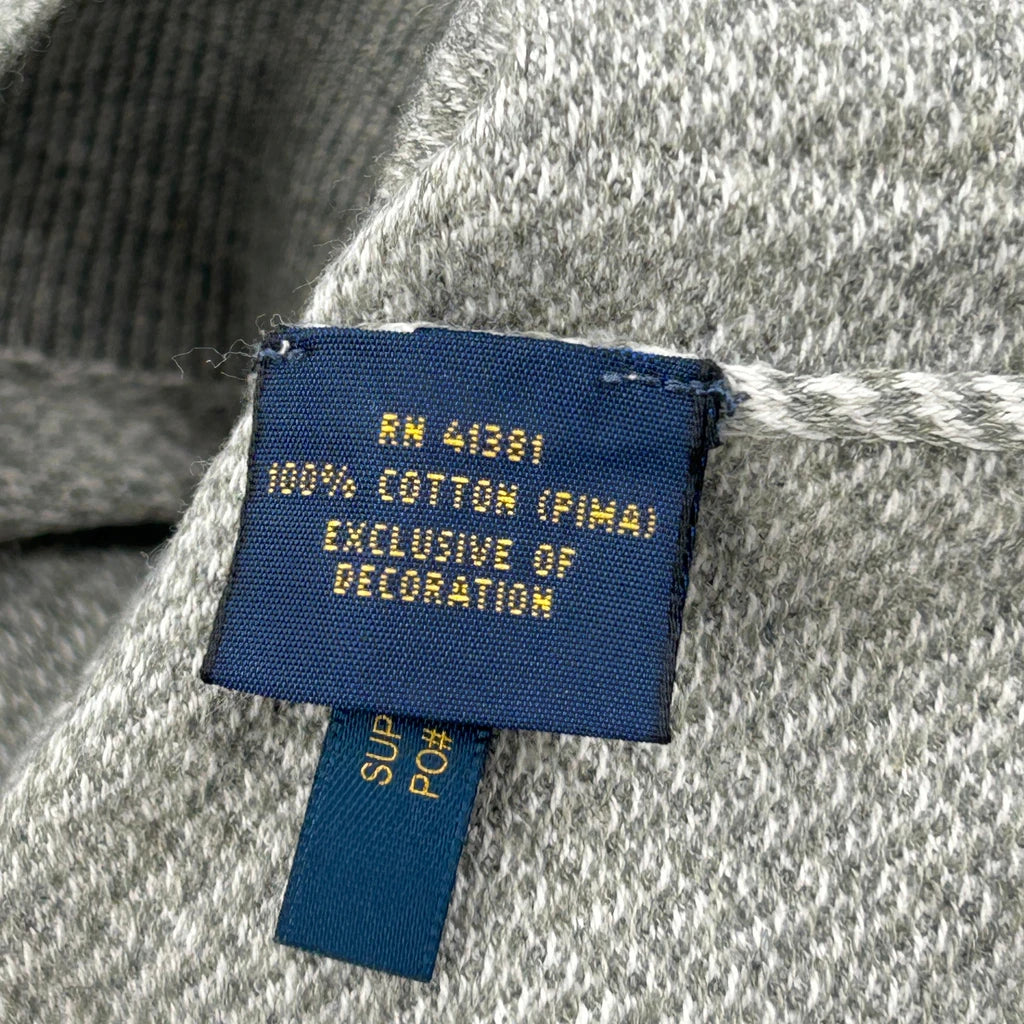 RN 41381
100% COTTON (PIMA)
EXCLUSIVE OF
DECORATION
SUP
PO#